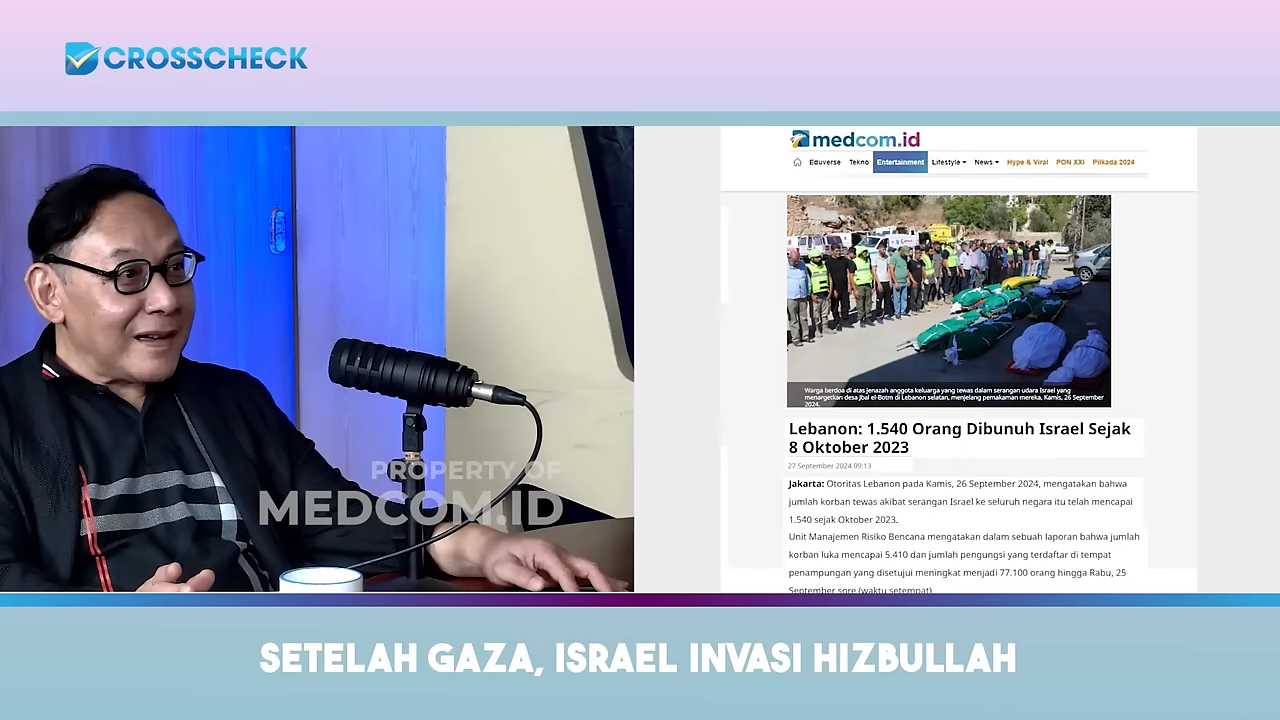 CROSSCHECK
medcom.id
Eduverse Tekno Entertainment Lifestyle News Hype & Viral PON XXI Pilkada 2024
Warga berdoa di atas jenazah anggota keluarga yang tewas dalam serangan udara Israel yang
menargetkan desa Jbal el-Botm di Lebanon selatan, menjelang pemakaman mereka, Kamis, 26 September
2024.
Lebanon: 1.540 Orang Dibunuh Israel Sejak
8 Oktober 2023
27 September 2024 09:13
Jakarta: Otoritas Lebanon pada Kamis, 26 September 2024, mengatakan bahwa
jumlah korban tewas akibat serangan Israel ke seluruh negara itu telah mencapai
1.540 sejak Oktober 2023.
Unit Manajemen Risiko Bencana mengatakan dalam sebuah laporan bahwa jumlah
korban luka mencapai 5.410 dan jumlah pengungsi yang terdaftar di tempat
penampungan yang disetujui meningkat menjadi 77.100 orang hingga Rabu, 25
September sore (waktu setempat).
PROPERTY OF
MEDCOM.ID
SETELAH GAZA, ISRAEL INVASI HIZBULLAH